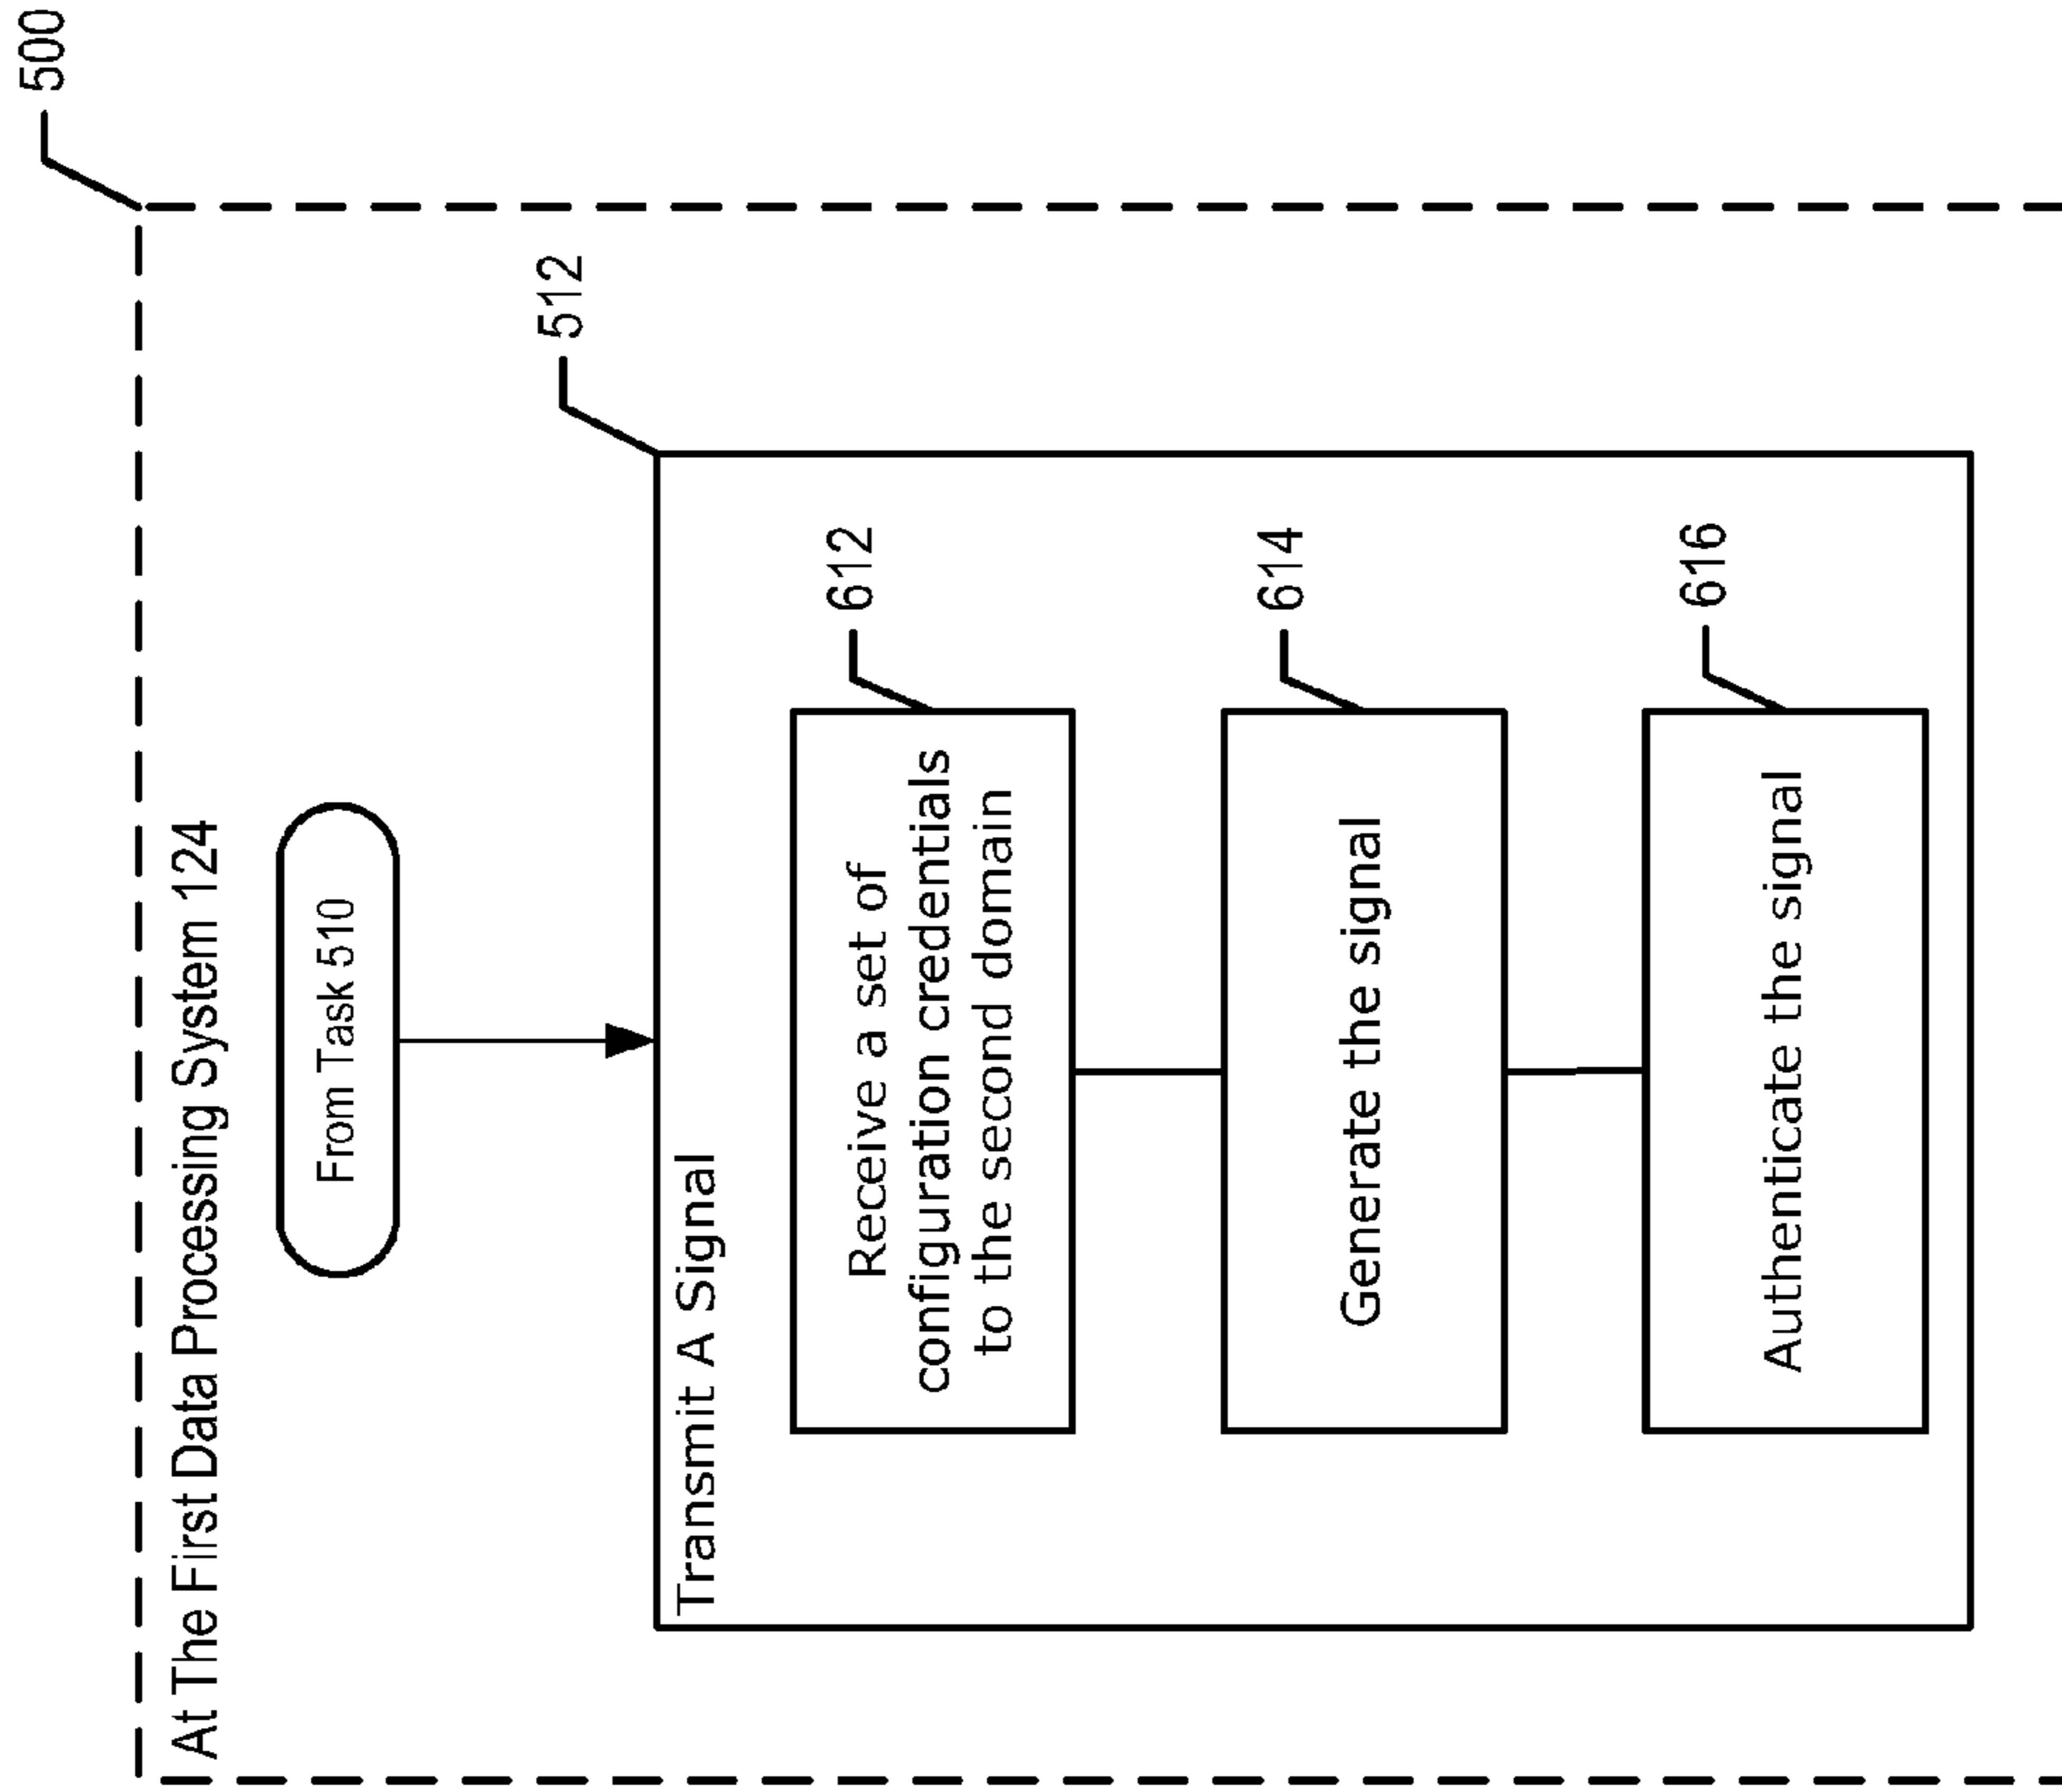 500
At The First Data Processing System 124
From Task 510
512
Transmit A Signal
612
Receive a set of
configuration credentials
to the second domain
614
Generate the signal
616
Authenticate the signal